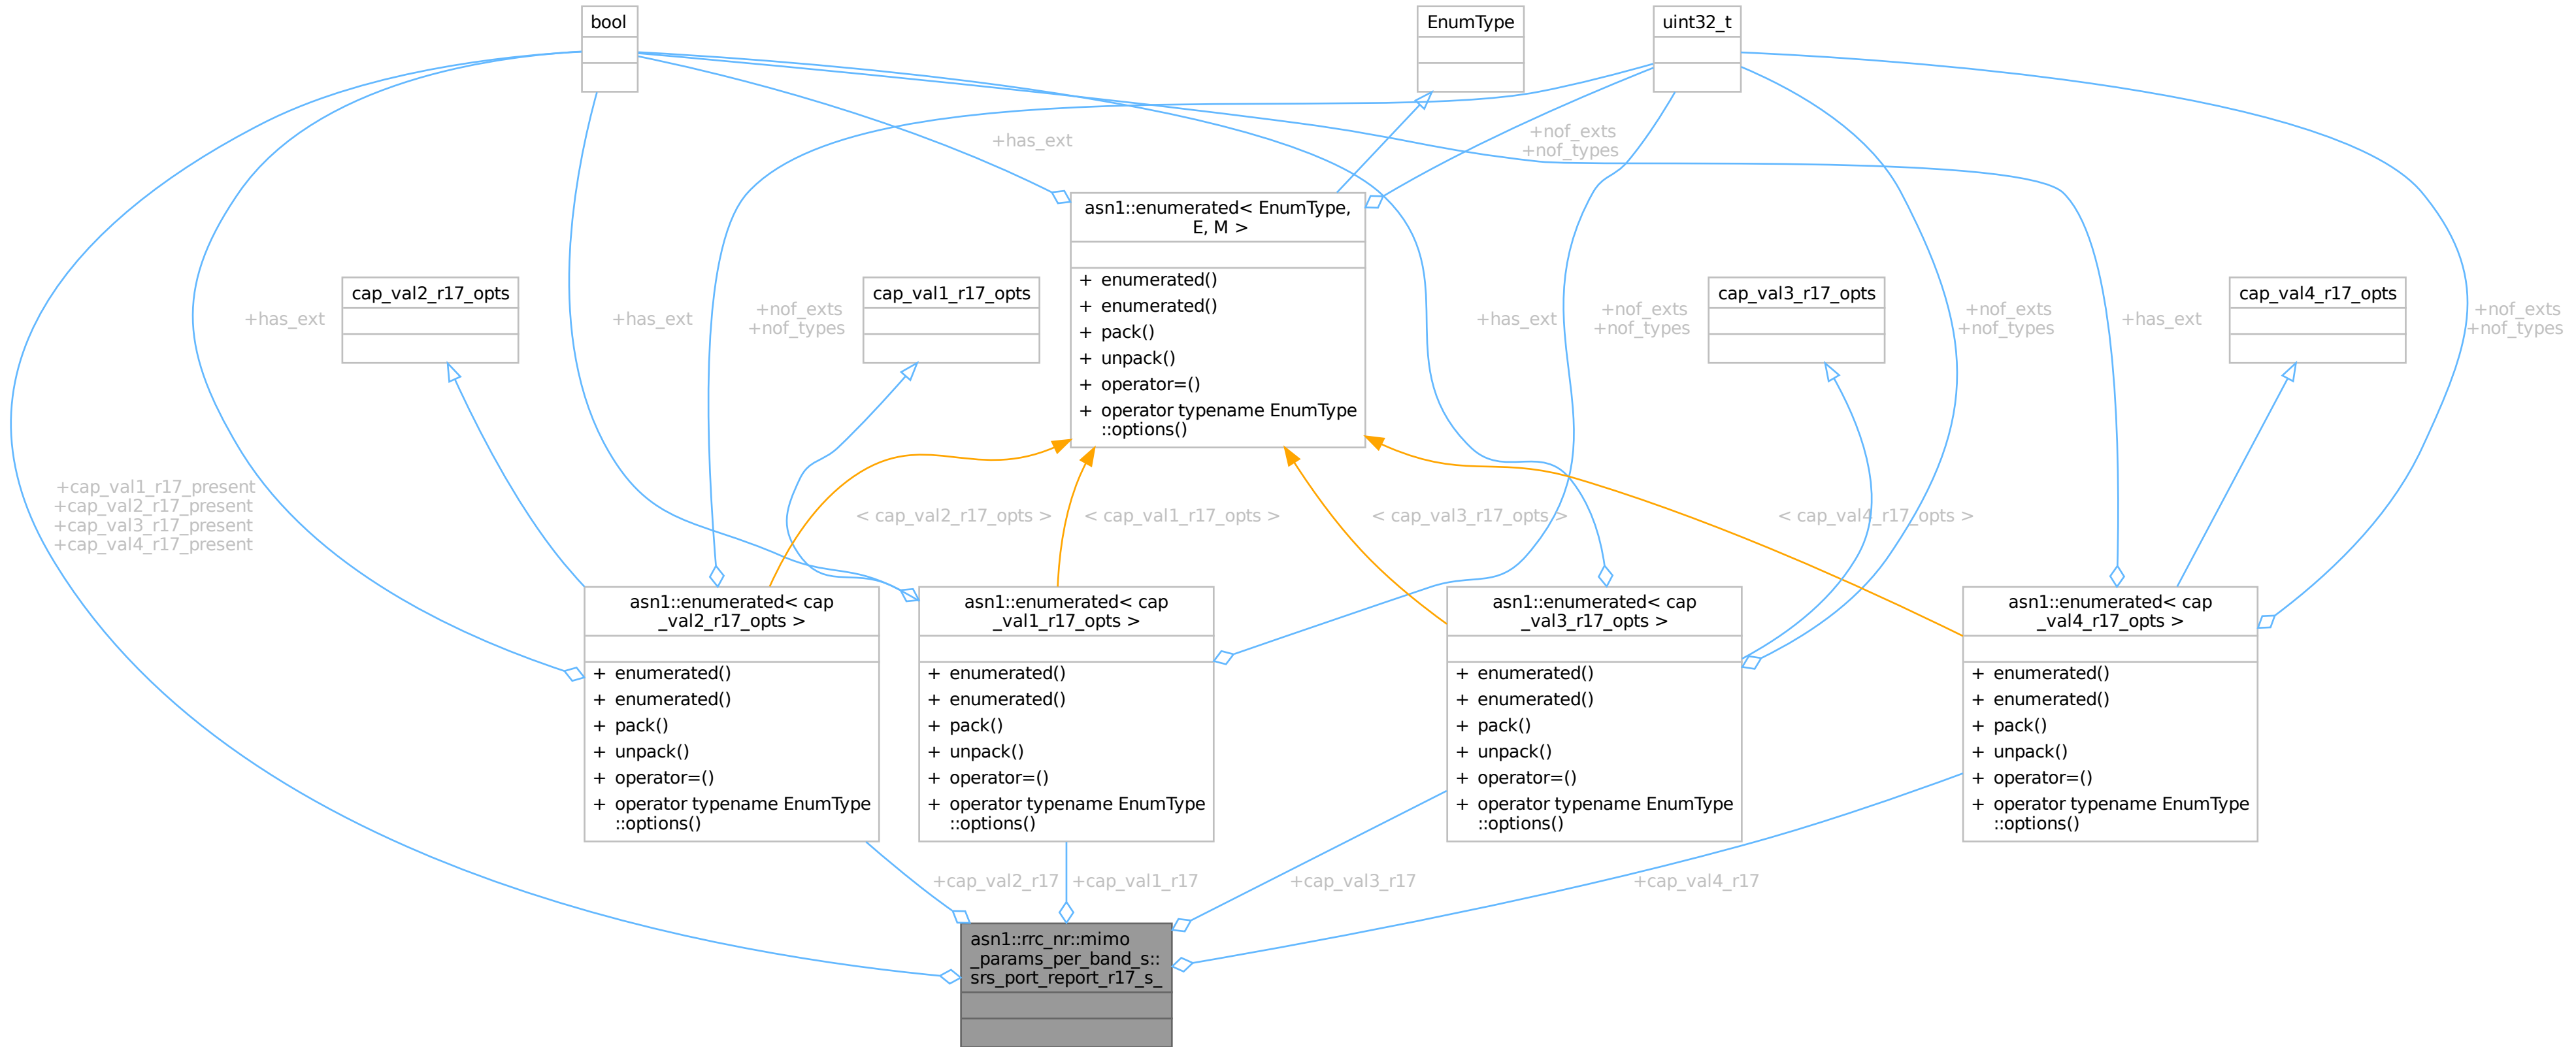 bool
EnumType
uint32_t
+has_ext
+nof_exts
+nof_types
asn1::enumerated< EnumType,
E, M >
+ enumerated()
+ enumerated()
+ pack()
+ unpack()
+ operator=()
+ operator typename EnumType
::options()
cap_val2_r17_opts
cap_val1_r17_opts
cap_val3_r17_opts
cap_val4_r17_opts
+has_ext
+has_ext
+nof_exts
+nof_types
+has_ext
+nof_exts
+nof_types
+nof_exts
+nof_types
+has_ext
+nof_exts
+nof_types
+cap_val1_r17_present
+cap_val2_r17_present
+cap_val3_r17_present
+cap_val4_r17_present
< cap_val2_r17_opts >
< cap_val1_r17_opts >
< cap_val3_r17_opts >
< cap_val4_r17_opts >
asn1::enumerated< cap
_val2_r17_opts >
+ enumerated()
+ enumerated()
+ pack()
+ unpack()
+ operator=()
+ operator typename EnumType
::options()
asn1::enumerated< cap
_val1_r17_opts >
+ enumerated()
+ enumerated()
+ pack()
+ unpack()
+ operator=()
+ operator typename EnumType
::options()
asn1::enumerated< cap
_val3_r17_opts >
+ enumerated()
+ enumerated()
+ pack()
+ unpack()
+ operator=()
+ operator typename EnumType
::options()
asn1::enumerated< cap
_val4_r17_opts >
+ enumerated()
+ enumerated()
+ pack()
+ unpack()
+ operator=()
+ operator typename EnumType
::options()
+cap_val2_r17
+cap_val1_r17
+cap_val3_r17
+cap_val4_r17
asn1::rrc_nr::mimo
_params_per_band_s::
srs_port_report_r17_s_